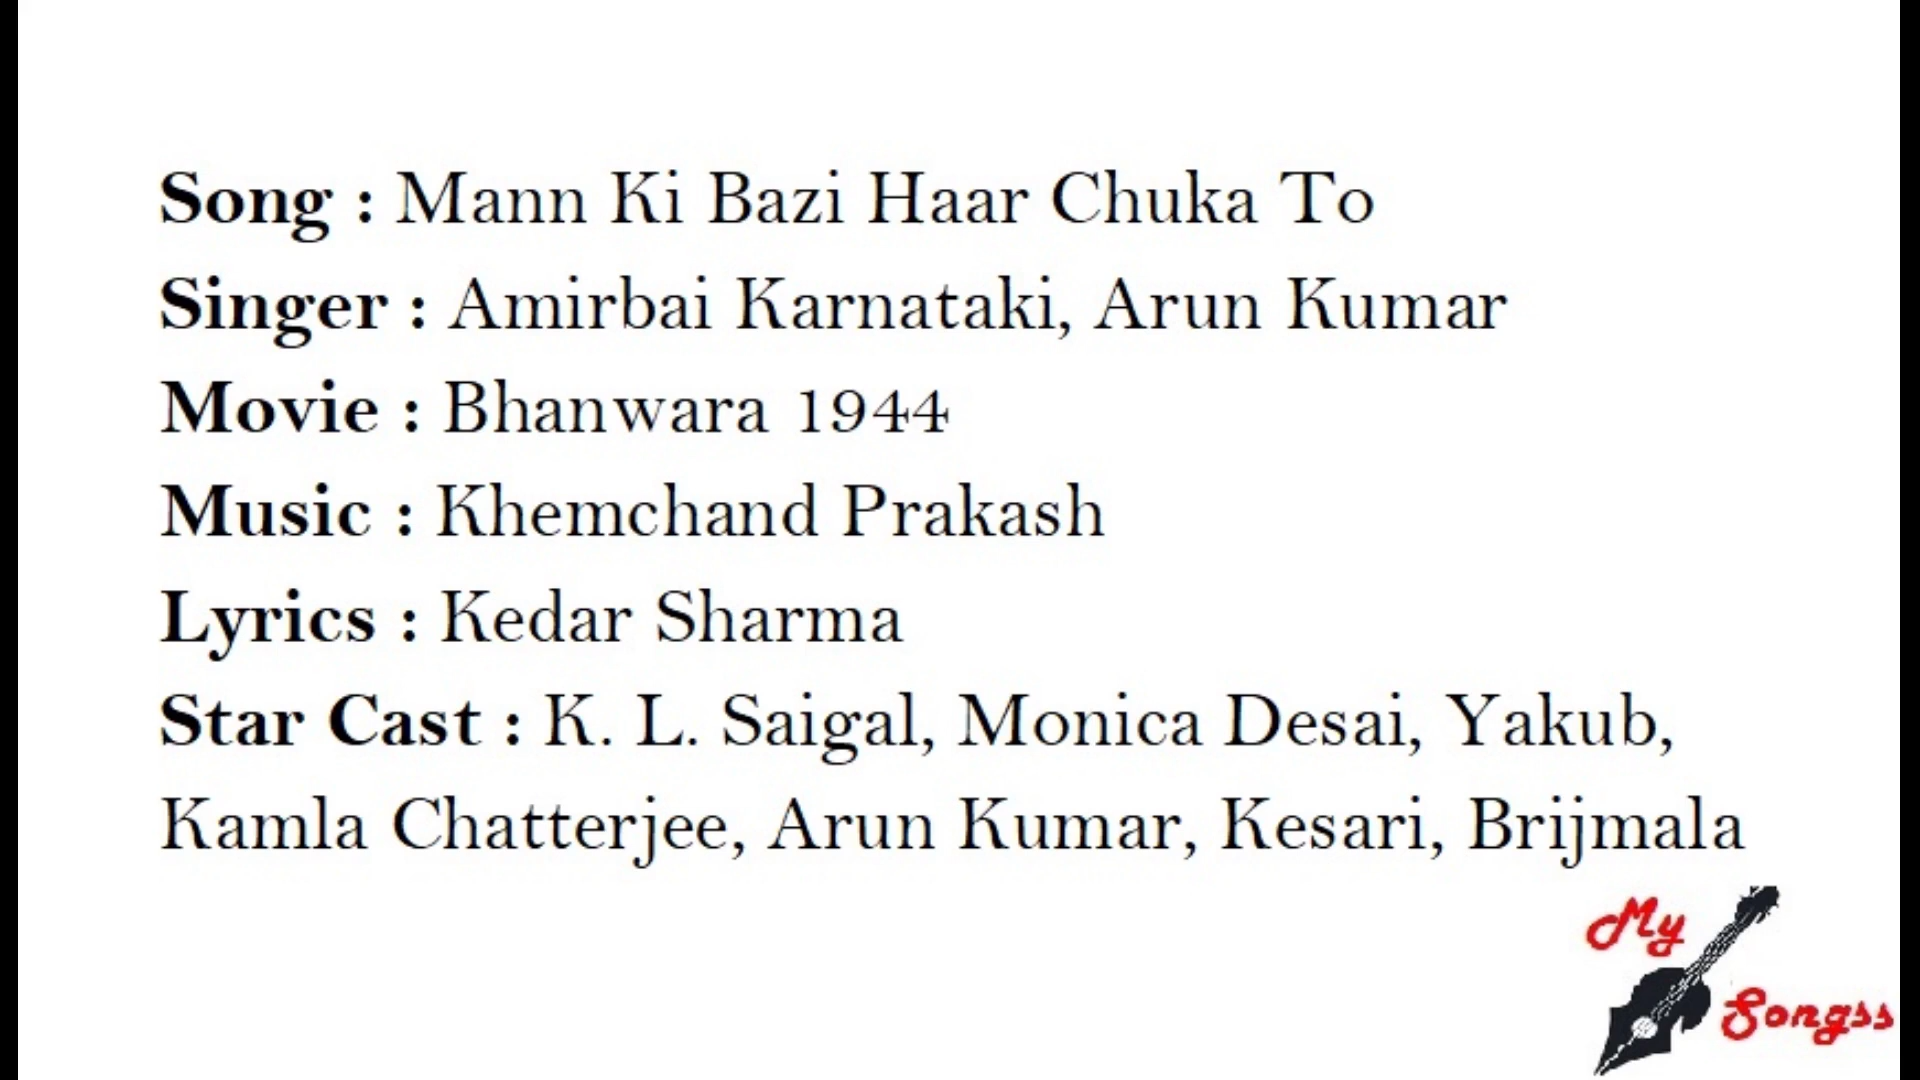 Song : Mann Ki Bazi Haar Chuka To
Singer : Amirbai Karnataki, Arun Kumar
Movie : Bhanwara 1944
Music : Khemchand Prakash
Lyrics : Kedar Sharma
Star Cast : K. L. Saigal, Monica Desai, Yakub,
Kamla Chatterjee, Arun Kumar, Kesari, Brijmala
My
Songss